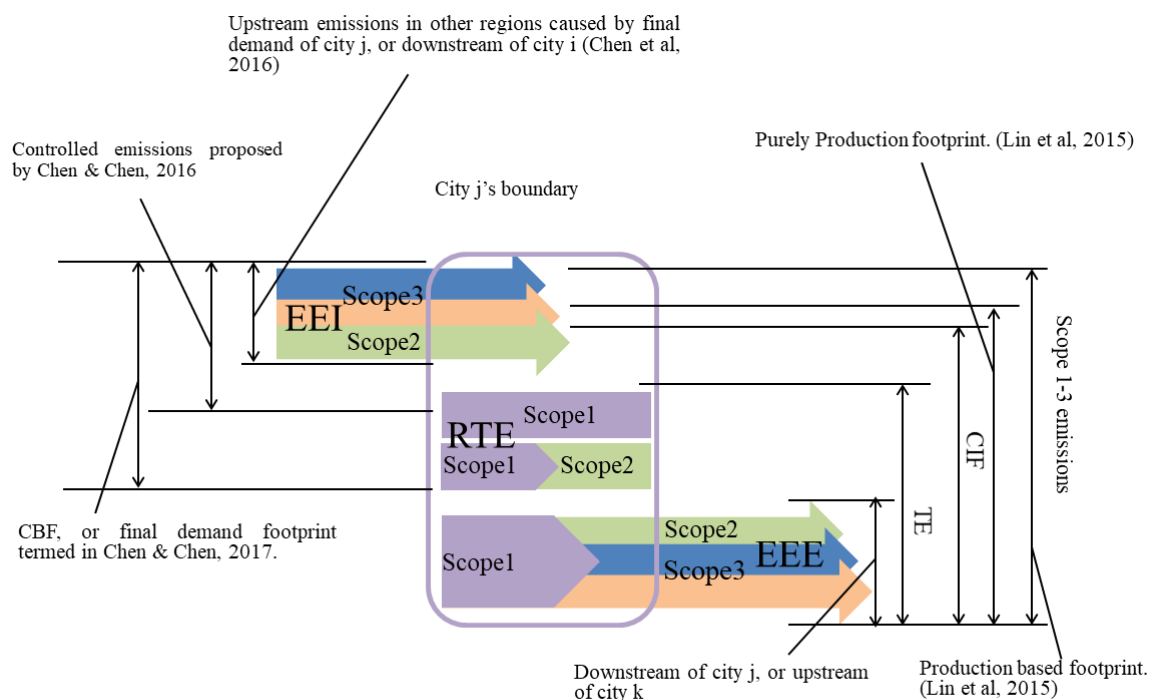 Upstream emissions in other regions caused by final
demand of city j, or downstream of city i (Chen et al,
2016)
Controlled emissions proposed
by Chen & Chen, 2016
Purely Production footprint. (Lin et al, 2015)
City j’s boundary
Scope3
EEI
Scope2
Scope1
RTE
Scope1
Scope2
Scope2
Scope1
EEE
Scope3
TE
CIF
Scope 1-3 emissions
CBF, or final demand footprint
termed in Chen & Chen, 2017.
Downstream of city j, or upstream
of city k
Production based footprint.
(Lin et al, 2015)